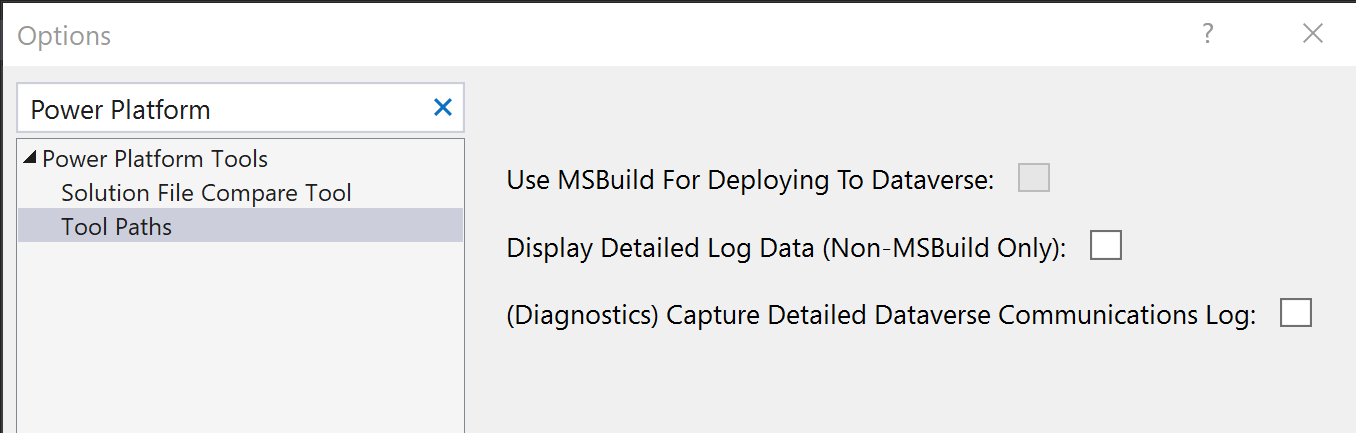 Options
?
Power Platform
Power Platform Tools
Solution File Compare Tool
Tool Paths
Use MSBuild For Deploying To Dataverse:
Display Detailed Log Data (Non-MSBuild Only):
(Diagnostics) Capture Detailed Dataverse Communications Log: